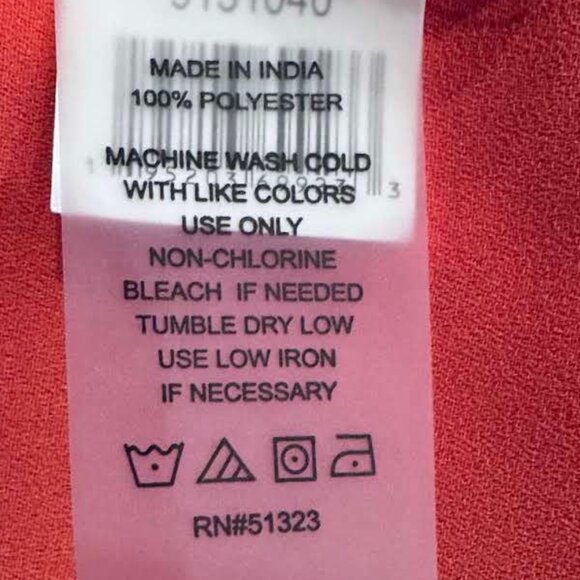 MADE IN INDIA
100% POLYESTER
MACHINE WASH COLD
WITH LIKE COLORS
USE ONLY
NON-CHLORINE
BLEACH IF NEEDED
TUMBLE DRY LOW
USE LOW IRON
IF NECESSARY
RN#51323